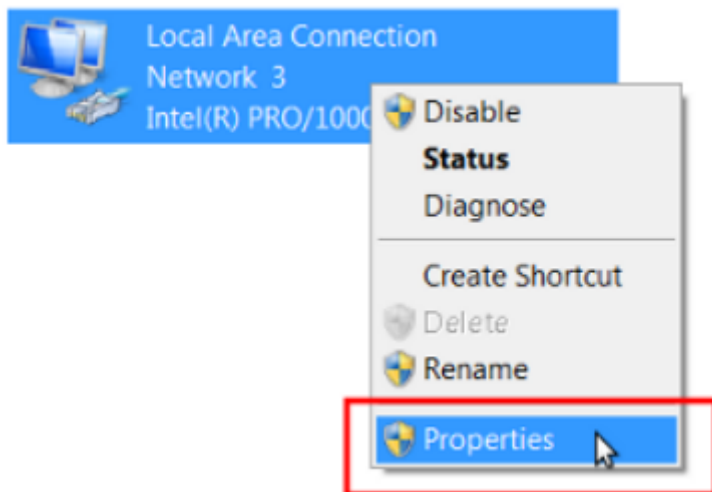 Local Area Connection
Network 3
Intel(R) PRO/1000
Disable
Status
Diagnose
Create Shortcut
Delete
Rename
Properties